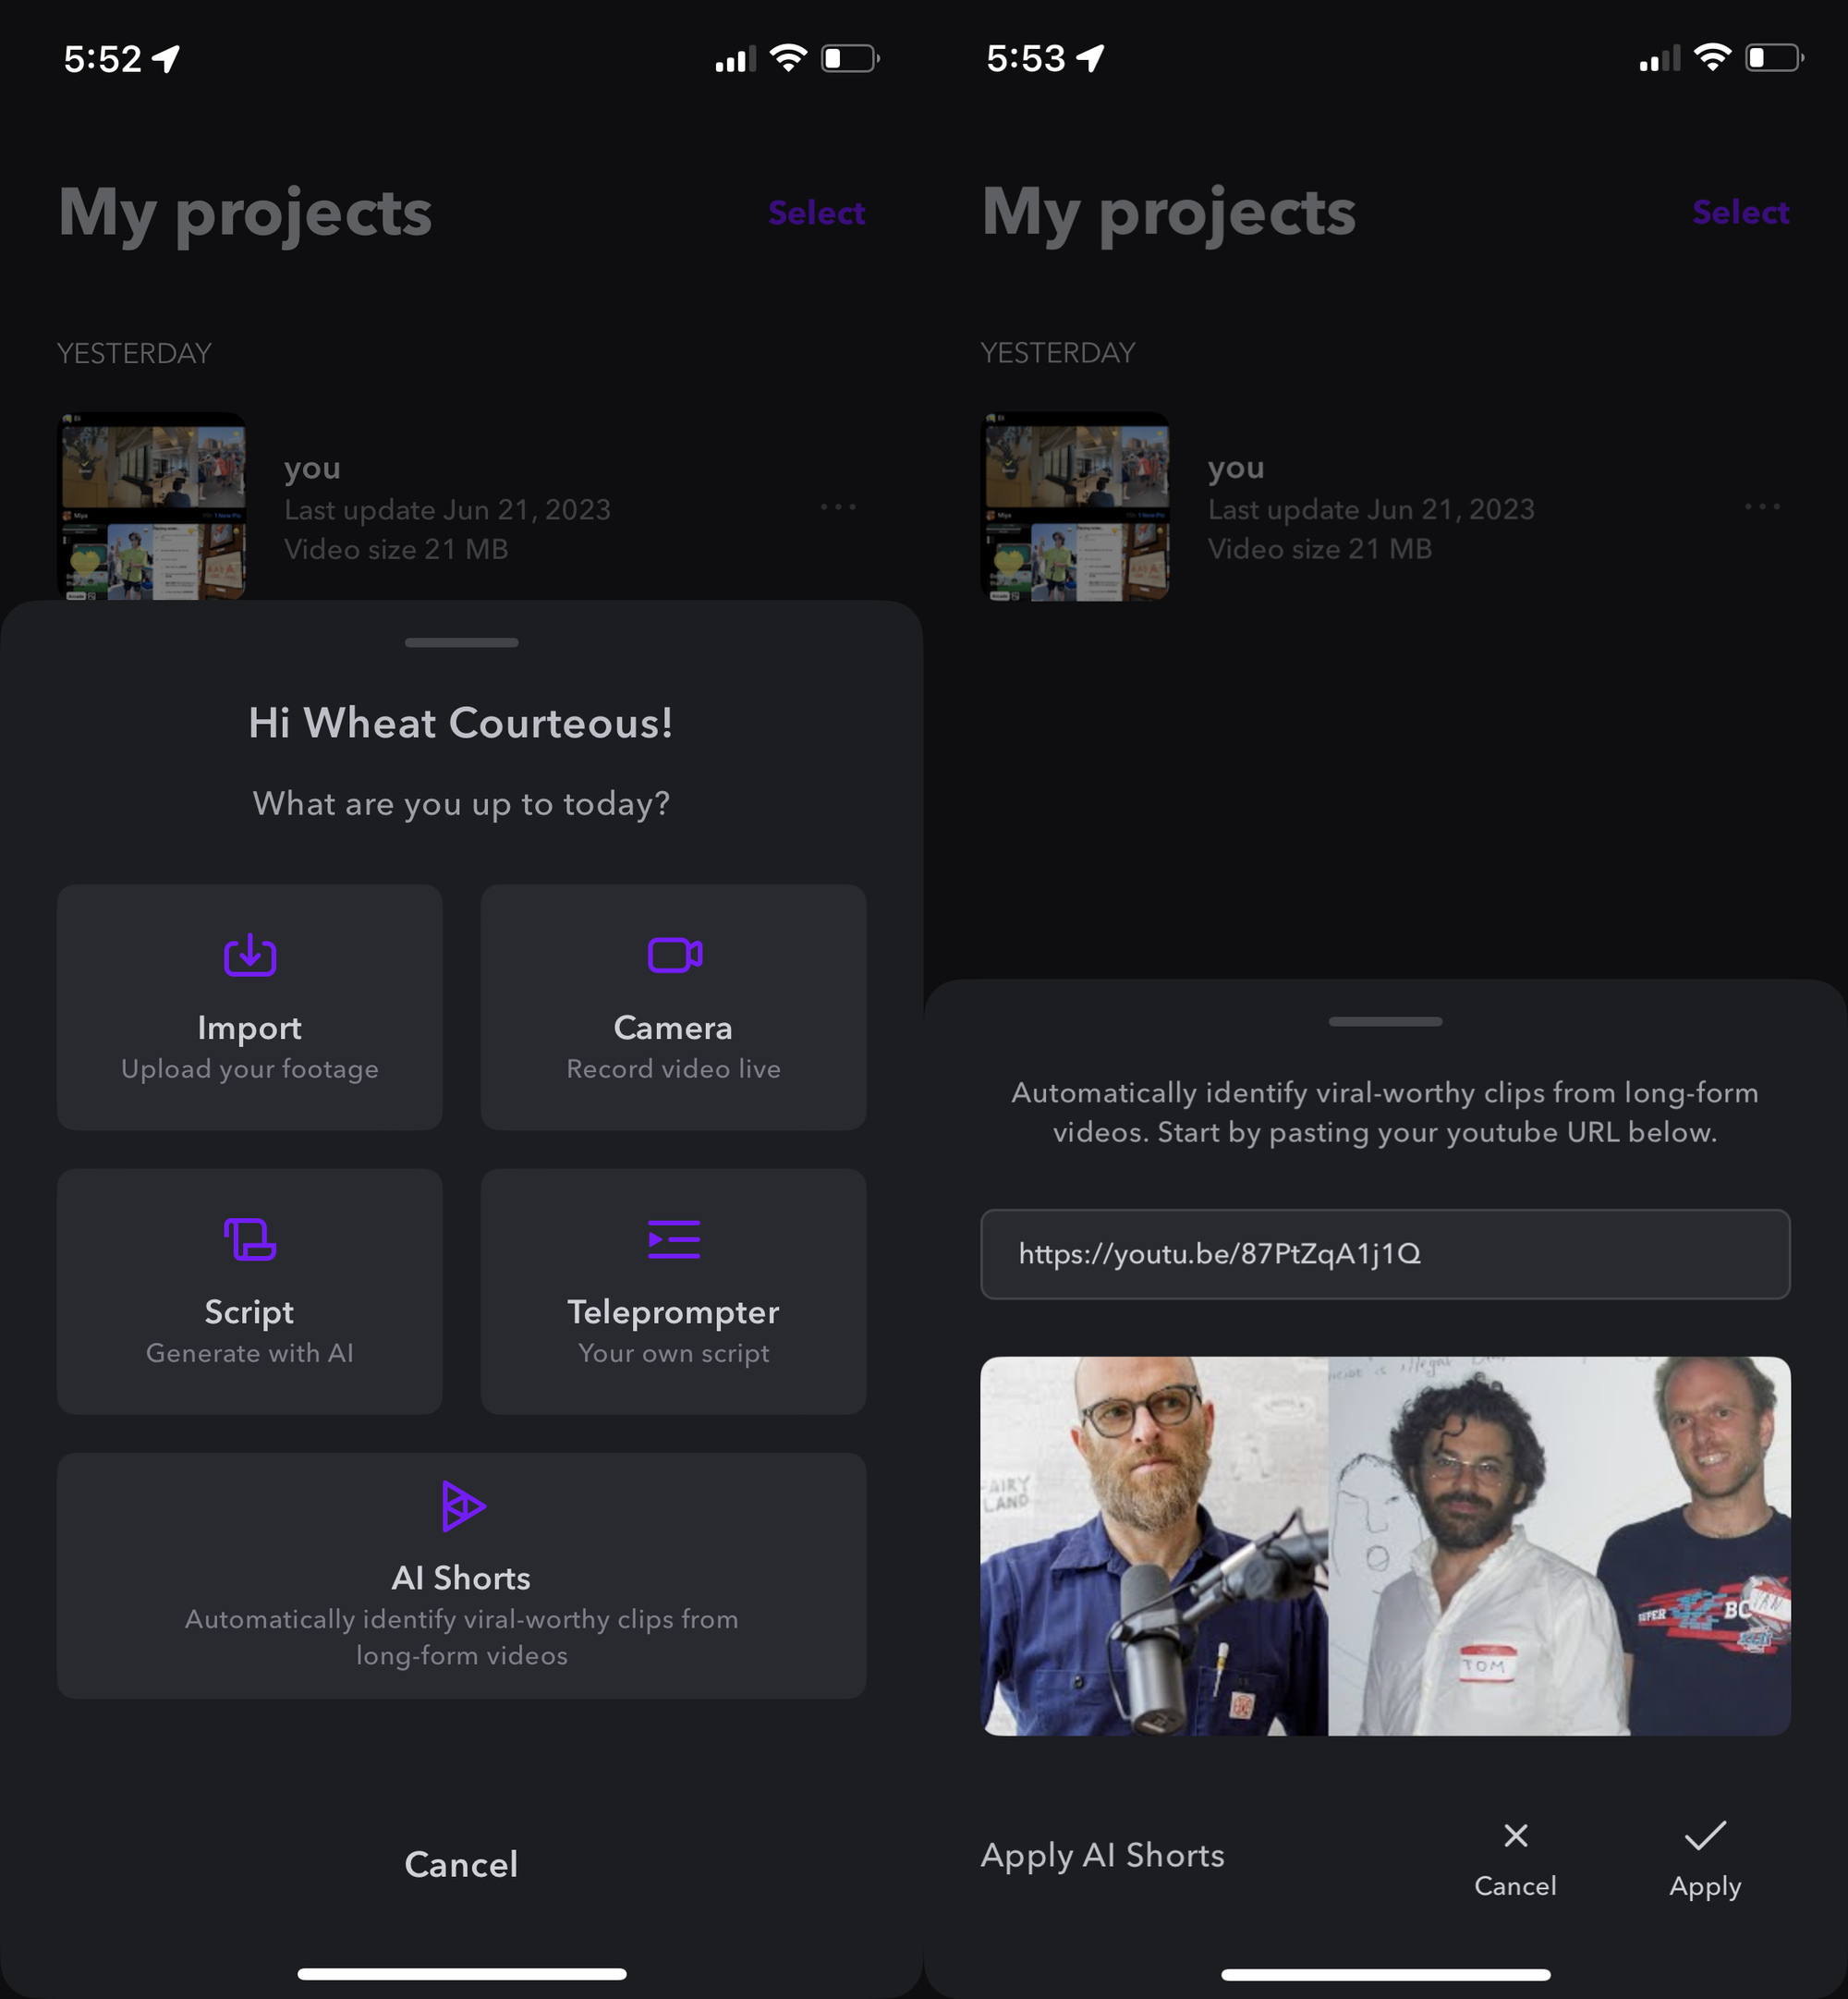 5:52
My projects
Select
YESTERDAY
you
Last update Jun 21, 2023
Video size 21 MB
Hi Wheat Courteous!
What are you up to today?
Import
Upload your footage
Camera
Record video live
Script
Generate with AI
Teleprompter
Your own script
AI Shorts
Automatically identify viral-worthy clips from
long-form videos
Cancel
5:53
My projects
Select
YESTERDAY
you
Last update Jun 21, 2023
Video size 21 MB
Automatically identify viral-worthy clips from long-form
videos. Start by pasting your youtube URL below.
https://youtu.be/87PtZqA1j1Q
FAIRY
LAND
TOM
SUPER
Apply AI Shorts
Cancel
Apply